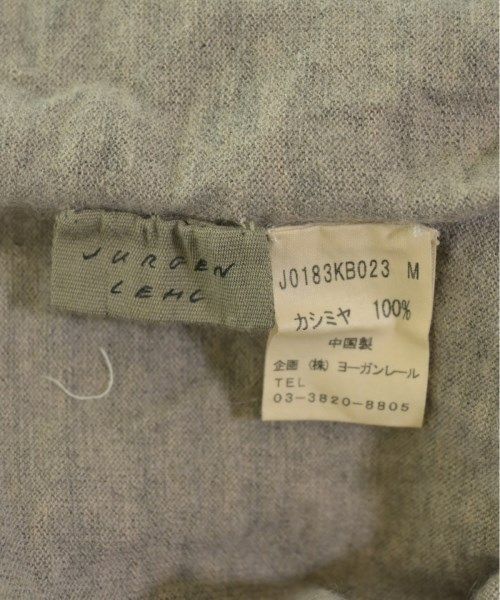 JURGEN
LEHL
J0183KB023 M
カシミヤ 100%
中国製
企画 (株) ヨーガンレール
TEL
03-3820-8805